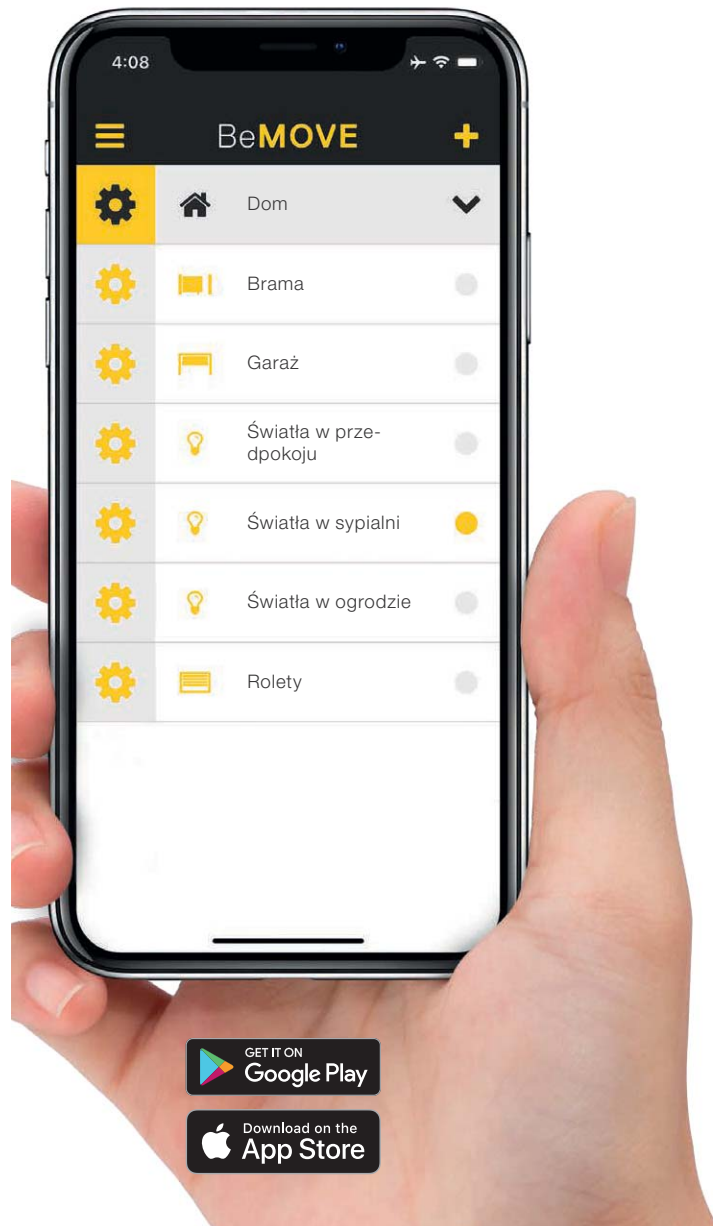 4:08
BeMOVE
Dom
Brama
Garaż
Światła w prze-
dpokoju
Światła w sypialni
Światła w ogrodzie
Rolety
GET IT ON
Google Play
Download on the
App Store